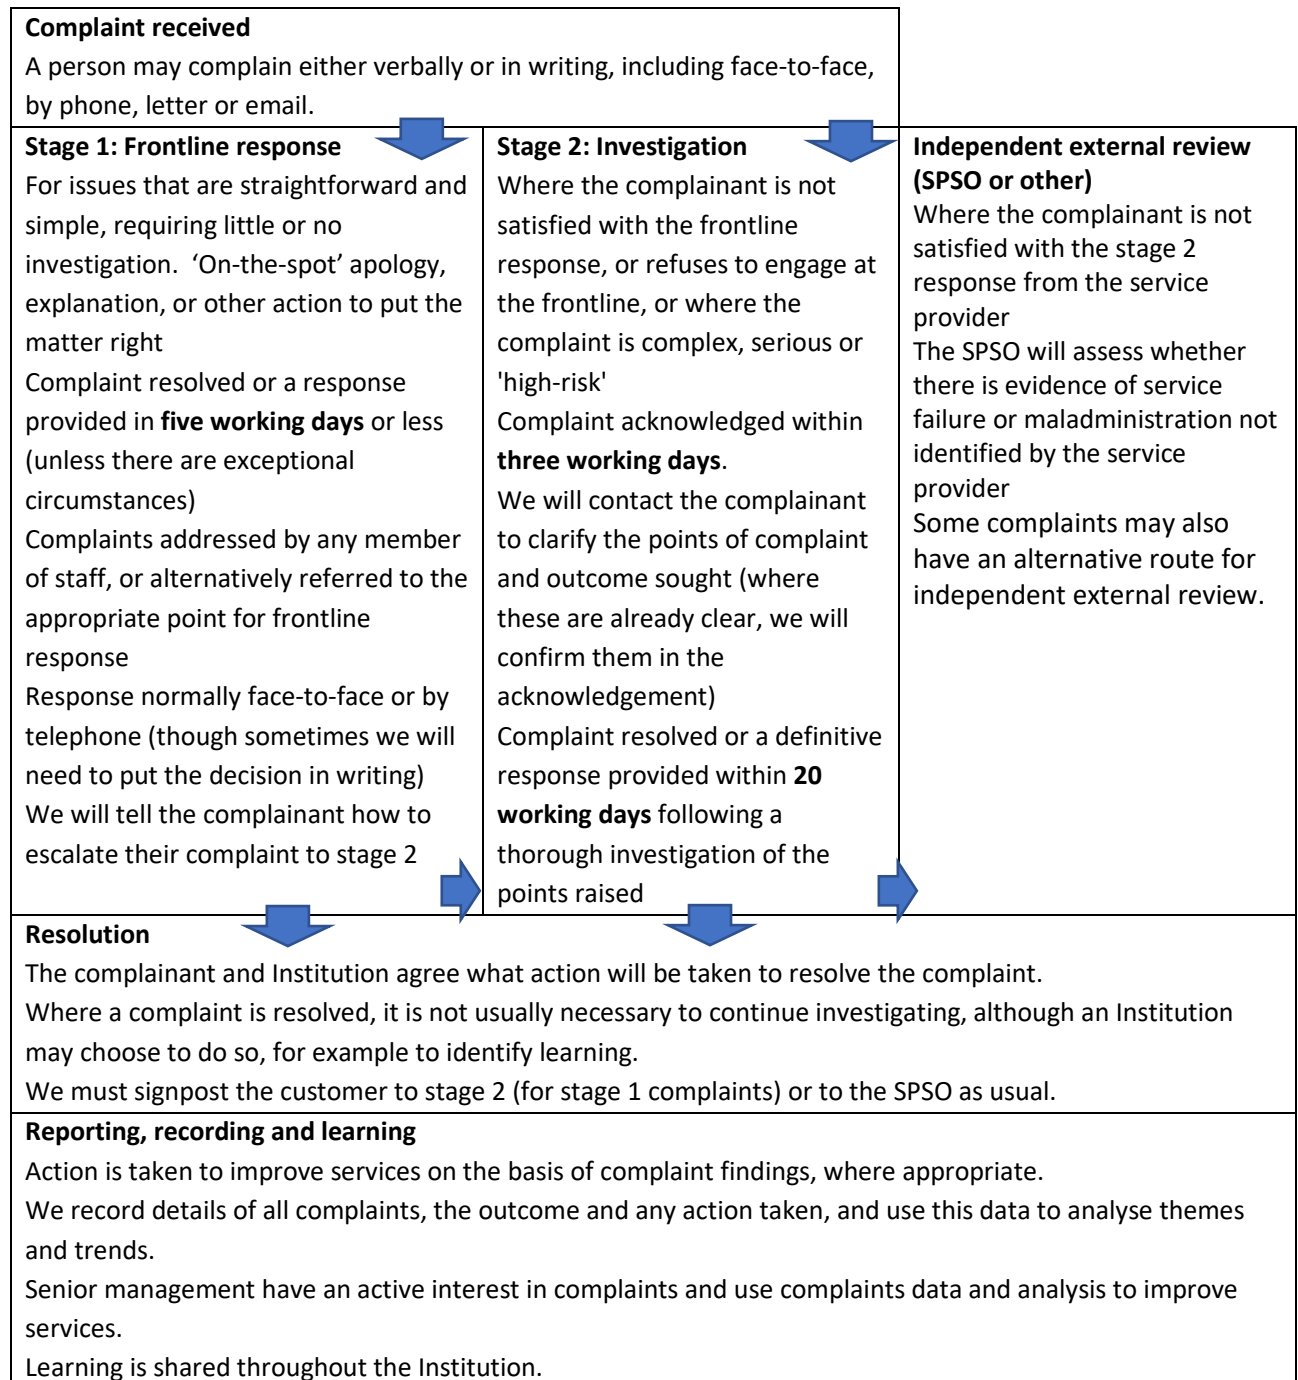 Complaint received
A person may complain either verbally or in writing, including face-to-face,
by phone, letter or email.
Stage 1: Frontline response
For issues that are straightforward and
simple, requiring little or no
investigation.  ‘On-the-spot’ apology,
explanation, or other action to put the
matter right
Complaint resolved or a response
provided in five working days or less
(unless there are exceptional
circumstances)
Complaints addressed by any member
of staff, or alternatively referred to the
appropriate point for frontline
response
Response normally face-to-face or by
telephone (though sometimes we will
need to put the decision in writing)
We will tell the complainant how to
escalate their complaint to stage 2
Stage 2: Investigation
Where the complainant is not
satisfied with the frontline
response, or refuses to engage at
the frontline, or where the
complaint is complex, serious or
'high-risk'
Complaint acknowledged within
three working days.
We will contact the complainant
to clarify the points of complaint
and outcome sought (where
these are already clear, we will
confirm them in the
acknowledgement)
Complaint resolved or a definitive
response provided within 20
working days following a
thorough investigation of the
points raised
Independent external review
(SPSO or other)
Where the complainant is not
satisfied with the stage 2
response from the service
provider
The SPSO will assess whether
there is evidence of service
failure or maladministration not
identified by the service
provider
Some complaints may also
have an alternative route for
independent external review.
Resolution
The complainant and Institution agree what action will be taken to resolve the complaint.
Where a complaint is resolved, it is not usually necessary to continue investigating, although an Institution
may choose to do so, for example to identify learning.
We must signpost the customer to stage 2 (for stage 1 complaints) or to the SPSO as usual.
Reporting, recording and learning
Action is taken to improve services on the basis of complaint findings, where appropriate.
We record details of all complaints, the outcome and any action taken, and use this data to analyse themes
and trends.
Senior management have an active interest in complaints and use complaints data and analysis to improve
services.
Learning is shared throughout the Institution.